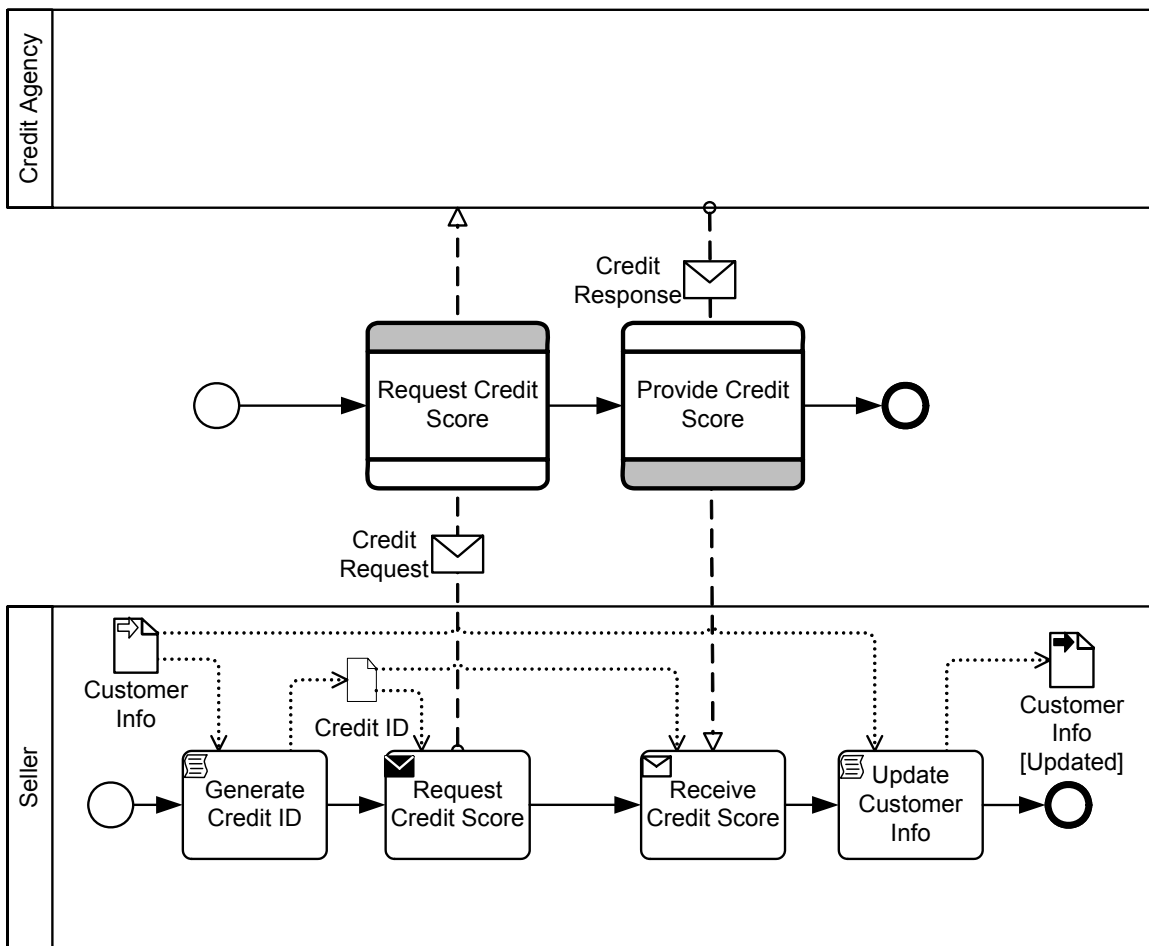 Credit Agency
Credit
Response
Request Credit
Score
Provide Credit
Score
Credit
Request
Seller
Customer
Info
Credit ID
Customer
Info
[Updated]
Generate
Credit ID
Request
Credit Score
Receive
Credit Score
Update
Customer
Info